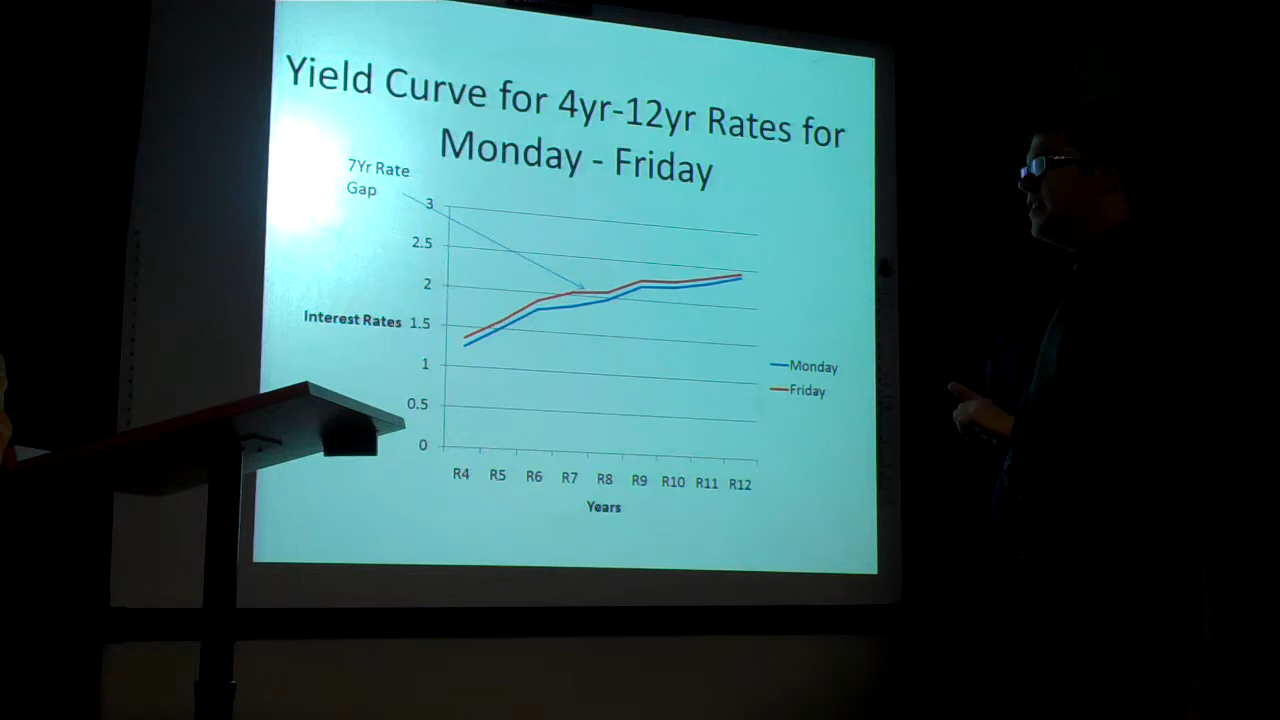 Yield Curve for 4yr-12yr Rates for
Monday - Friday
7Yr Rate
Gap
3
2.5
2
Interest Rates 1.5
1
0.5
0
Monday
Friday
R4 R5 R6 R7 R8 R9 R10 R11 R12
Years